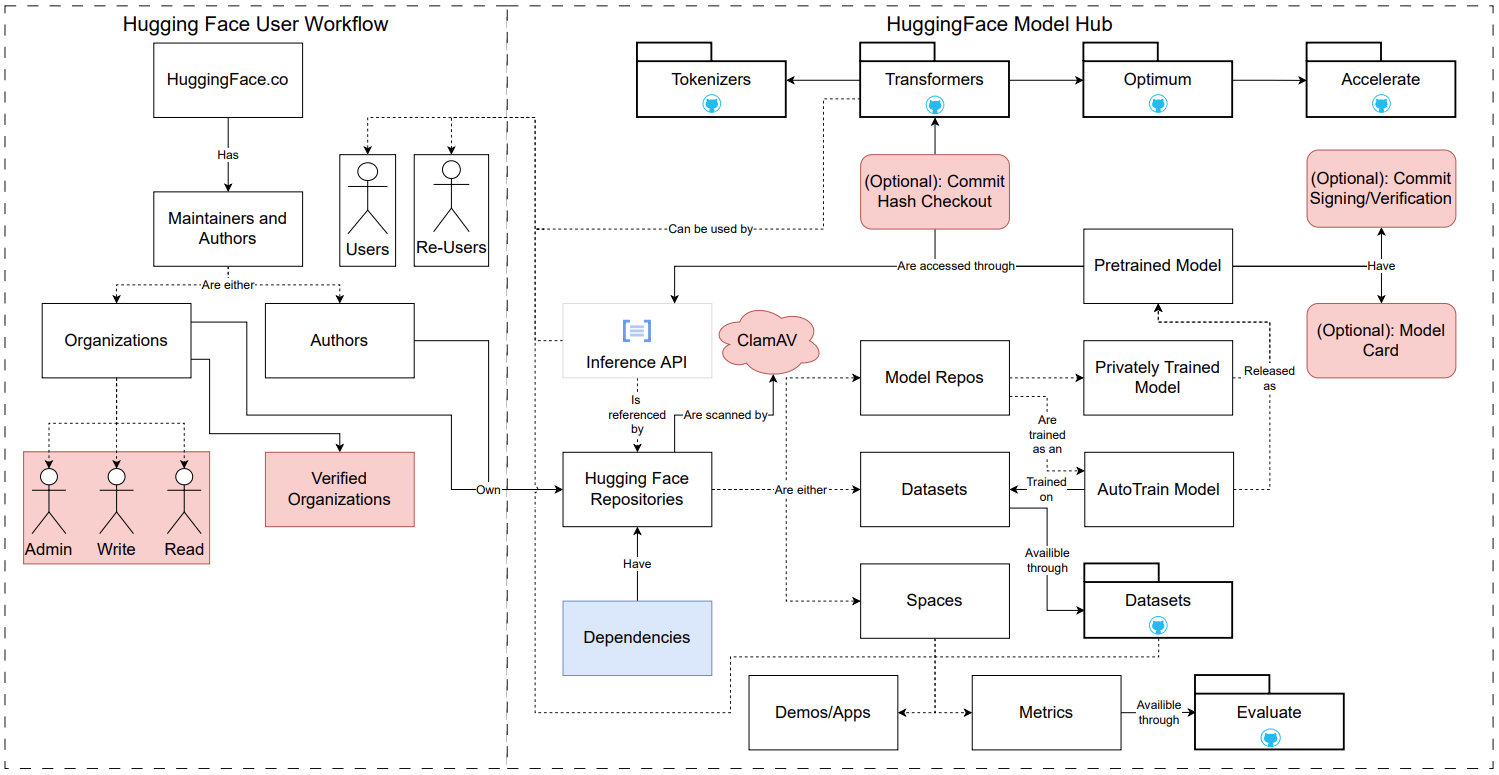 Hugging Face User Workflow
HuggingFace.co
Has
Maintainers and
Authors
Are either
Organizations
Authors
Users
Re-Users
Admin
Write
Read
Verified
Organizations
Own
HuggingFace Model Hub
Tokenizers
Transformers
Optimum
Accelerate
(Optional): Commit
Hash Checkout
(Optional): Commit
Signing/Verification
Can be used by
Are accessed through
Pretrained Model
Have
(Optional): Model
Card
Inference API
ClamAV
Is
referenced
by
Are scanned by
Model Repos
Privately Trained
Model
Released
as
Are
trained
as an
Hugging Face
Repositories
Are either
Datasets
Trained
on
AutoTrain Model
Have
Availible
through
Dependencies
Spaces
Datasets
Demos/Apps
Metrics
Availible
through
Evaluate